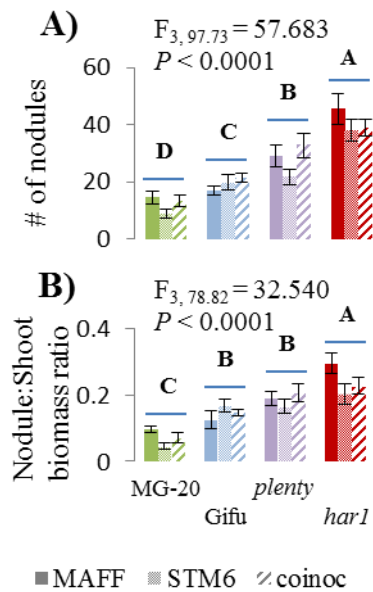 A)
F3, 97.73 = 57.683
P < 0.0001
# of nodules
60
40
20
0
D
C
B
A
B)
F3, 78.82 = 32.540
P < 0.0001
Nodule:Shoot
biomass ratio
0.4
0.2
0.0
C
B
B
A
MG-20
Gifu
plenty
har1
MAFF STM6 coinoc